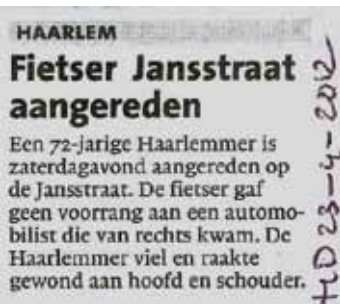 HAARLEM
Fietser Jansstraat
aangereden
Een 72-jarige Haarlemmer is
zaterdagavond aangereden op
de Jansstraat. De fietser gaf
geen voorrang aan een automo-
bilist die van rechts kwam. De
Haarlemmer viel en raakte
gewond aan hoofd en schouder.
HD 23-4-2012